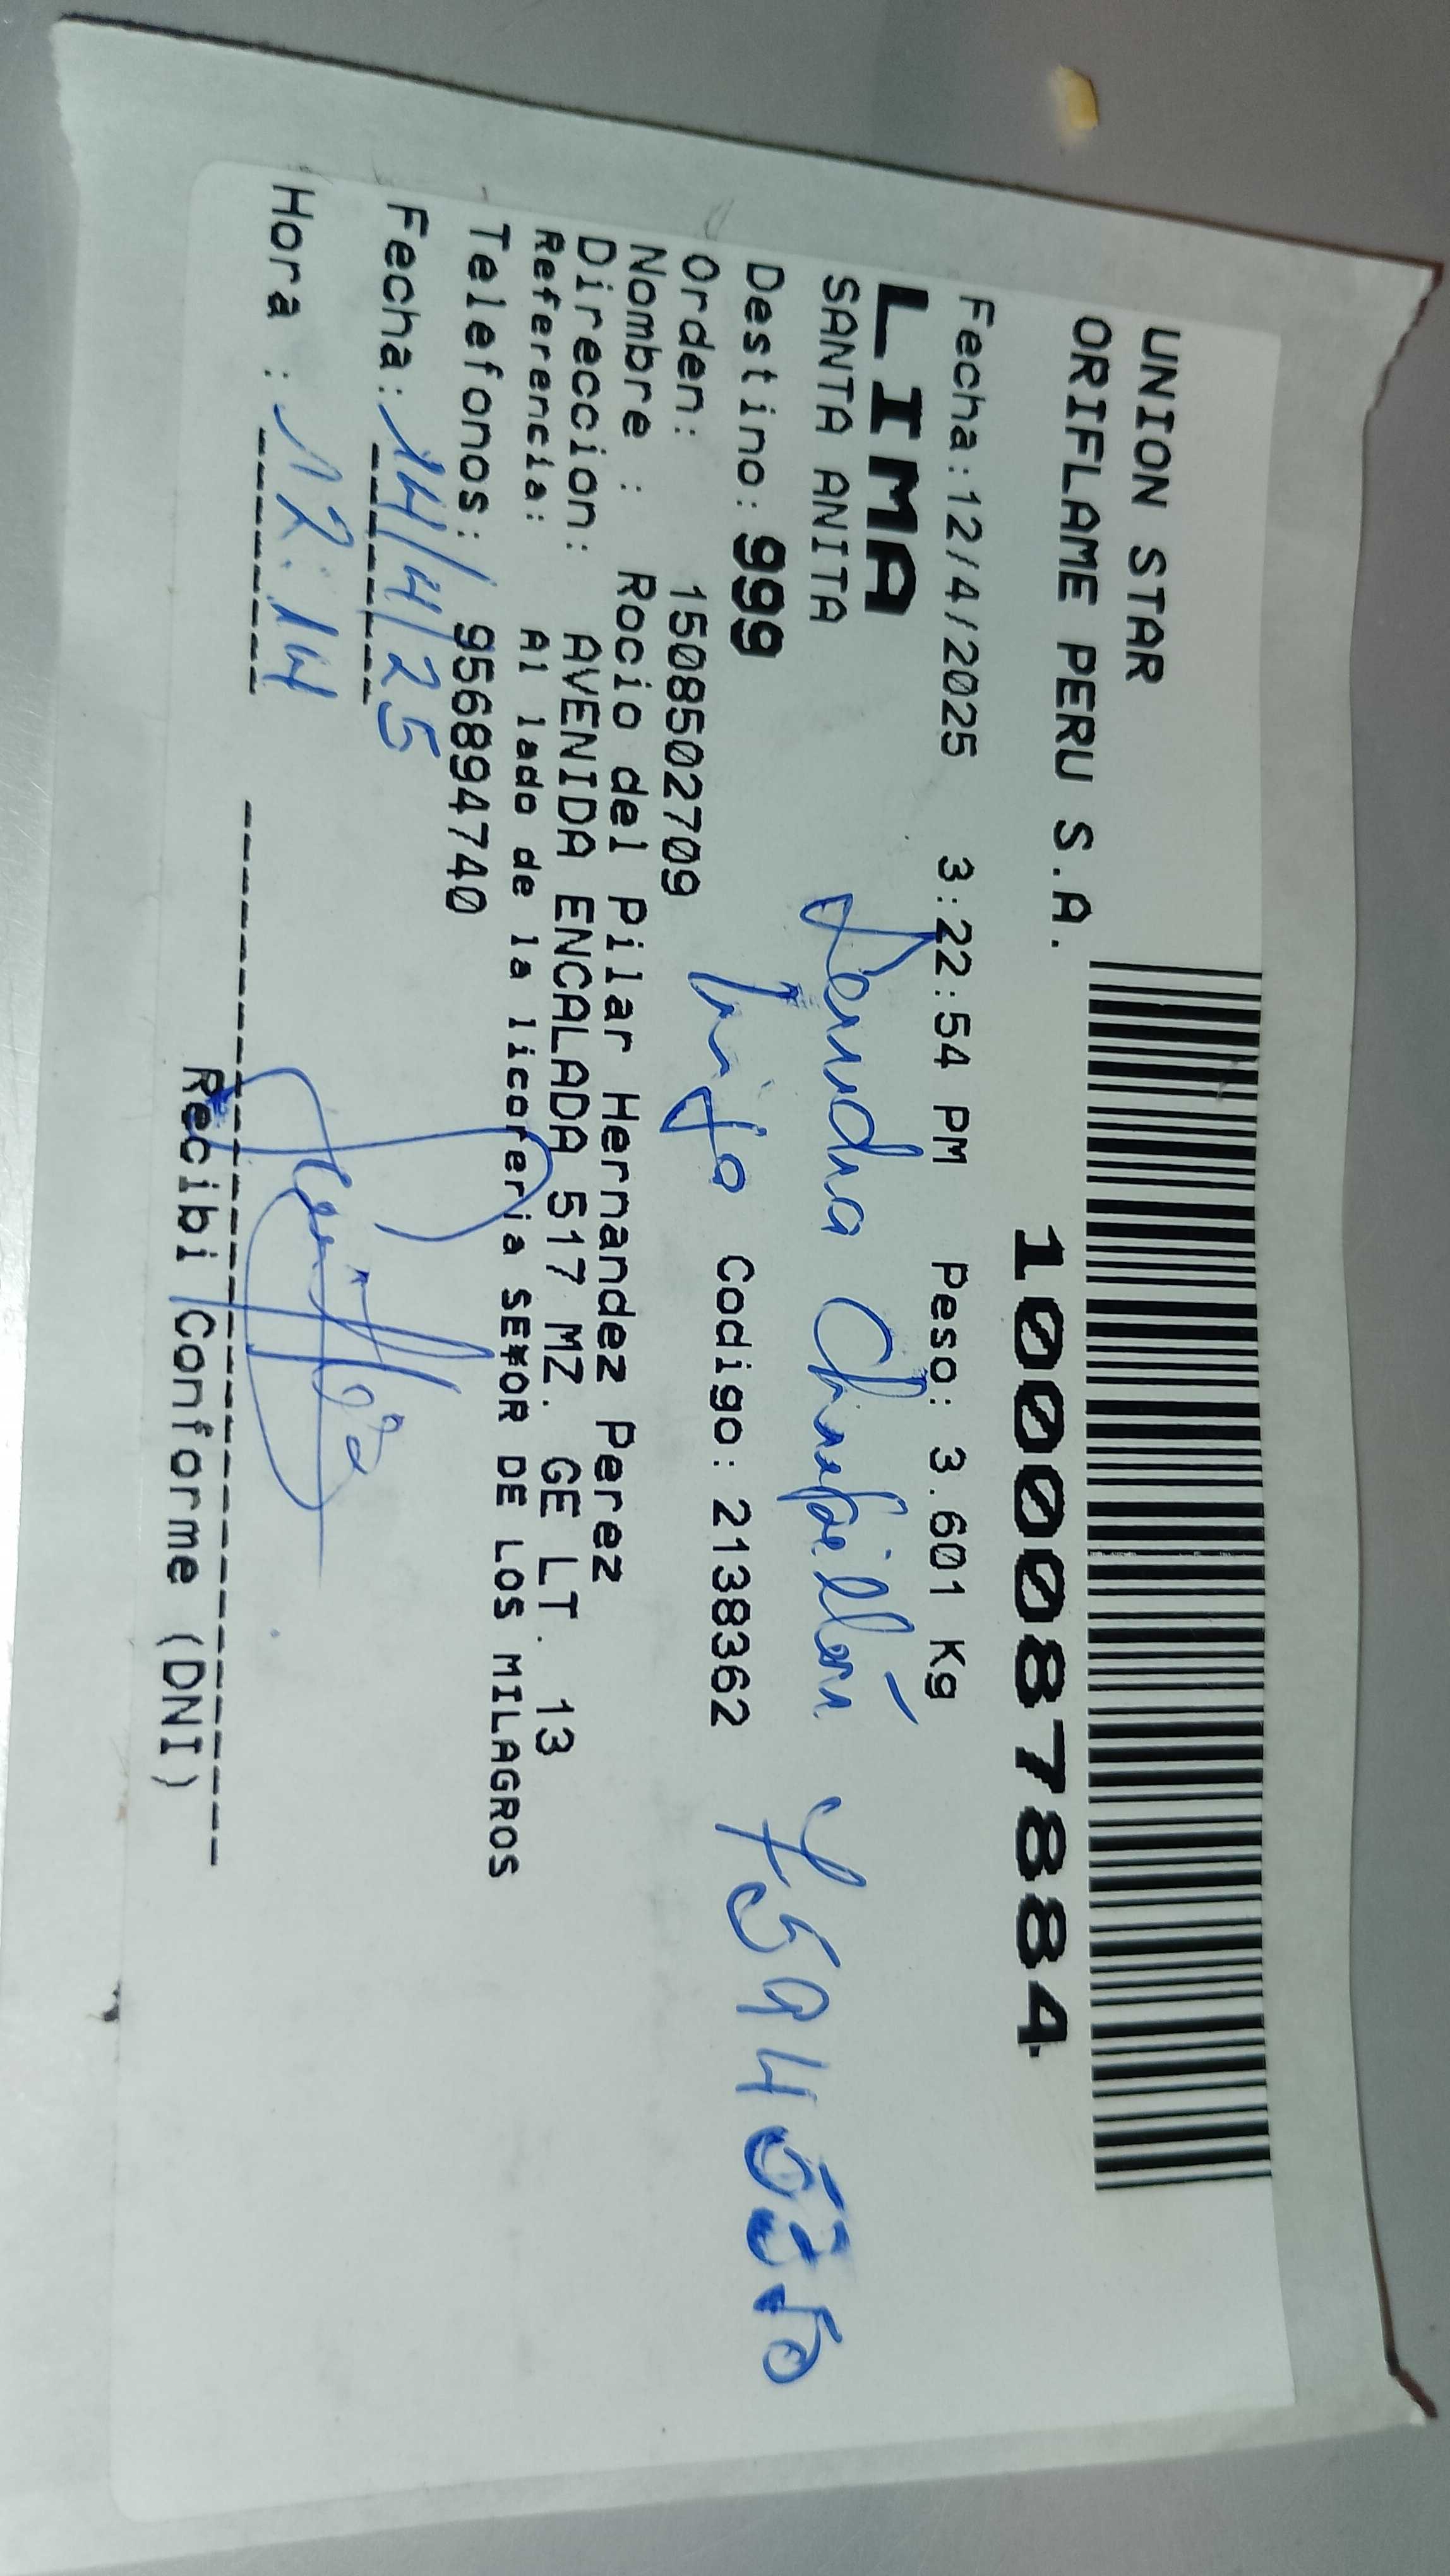 UNION STAR
ORIFLAME PERU S.A.
1000087884
Fecha:12/4/2025 3:22:54 PM Peso: 3.601 Kg
LIMA
SANTA ANITA
Destino: 999
Orden: 1508502709 Codigo: 2138362
Nombre : Rocio del Pilar Hernandez Perez
Direccion: AVENIDA ENCALADA 517 MZ. GE LT. 13
Referencia: Al lado de la licoreria SE¥OR DE LOS MILAGROS
Telefonos: 956894740
Fecha: 14/4/25
Hora : 12:14
Recibi Conforme (DNI)